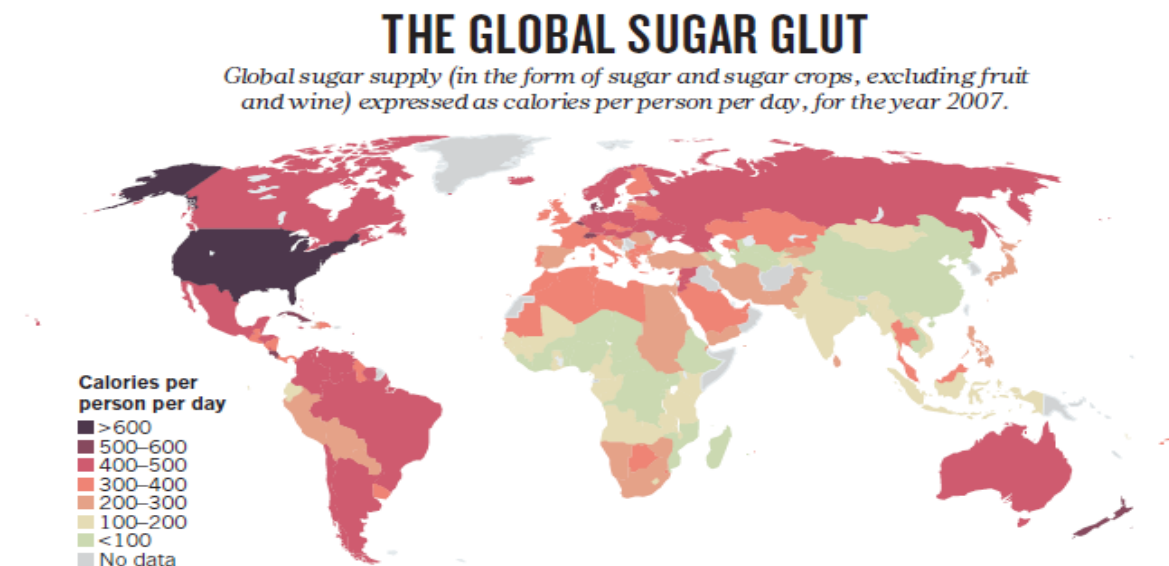 THE GLOBAL SUGAR GLUT
Global sugar supply (in the form of sugar and sugar crops, excluding fruit
and wine) expressed as calories per person per day, for the year 2007.
Calories per
person per day
>600
500–600
400–500
300–400
200–300
100–200
<100
No data